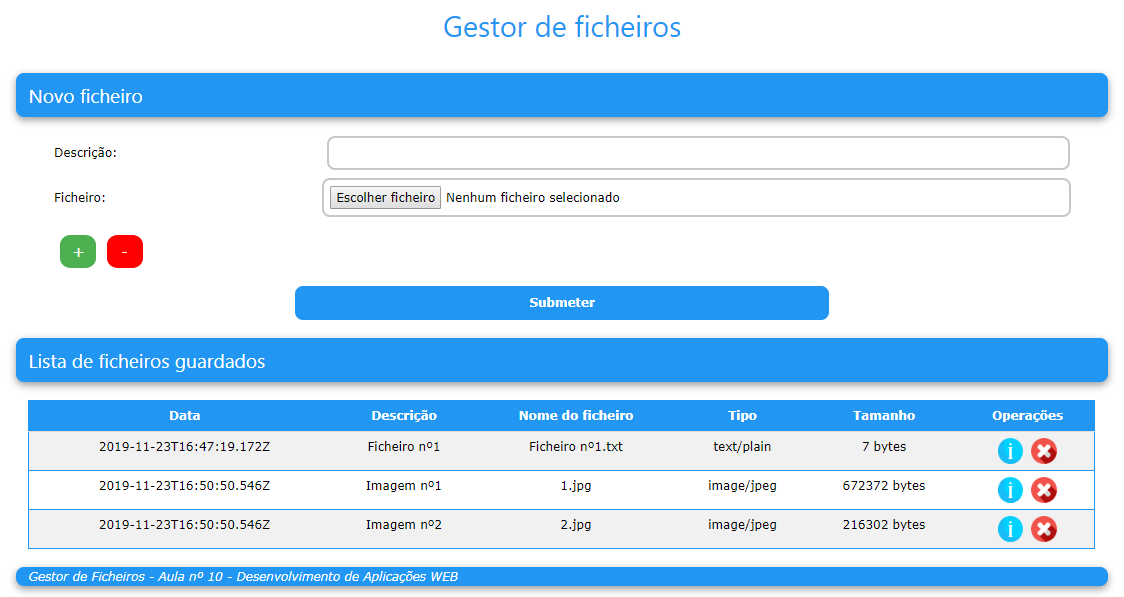 Gestor de ficheiros
Novo ficheiro
Descrição:
Ficheiro: Escolher ficheiro Nenhum ficheiro selecionado
+ -
Submeter
Lista de ficheiros guardados
Data Descrição Nome do ficheiro Tipo Tamanho Operações
2019-11-23T16:47:19.172Z Ficheiro nº1 Ficheiro nº1.txt text/plain 7 bytes i
2019-11-23T16:50:50.546Z Imagem nº1 1.jpg image/jpeg 672372 bytes i
2019-11-23T16:50:50.546Z Imagem nº2 2.jpg image/jpeg 216302 bytes i
Gestor de Ficheiros - Aula nº 10 - Desenvolvimento de Aplicações WEB